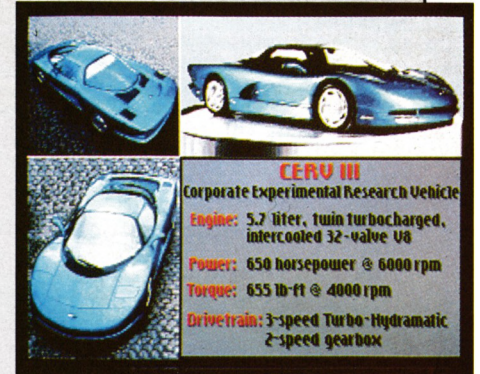 CERV III
Corporate Experimental Research Vehicle
Engine: 5.7 liter, twin turbocharged,
intercooled 32-valve V8
Power: 650 horsepower @ 6000 rpm
Torque: 655 lb-ft @ 4000 rpm
Drivetrain: 3-speed Turbo-Hydramatic
2-speed gearbox